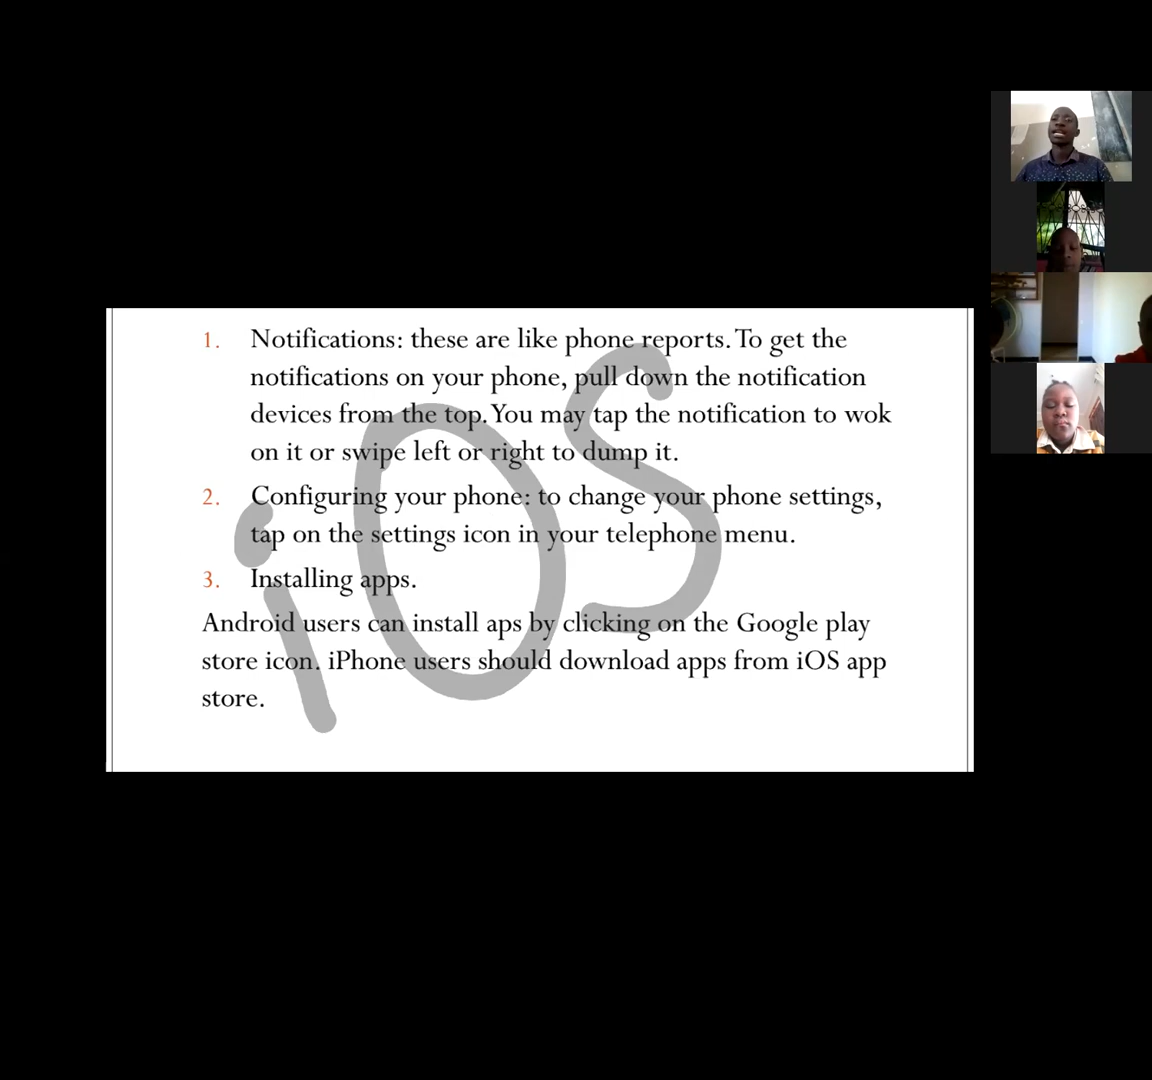 1. Notifications: these are like phone reports. To get the
notifications on your phone, pull down the notification
devices from the top. You may tap the notification to wok
on it or swipe left or right to dump it.
2. Configuring your phone: to change your phone settings,
tap on the settings icon in your telephone menu.
3. Installing apps.
Android users can install aps by clicking on the Google play
store icon. iPhone users should download apps from iOS app
store.
iOS